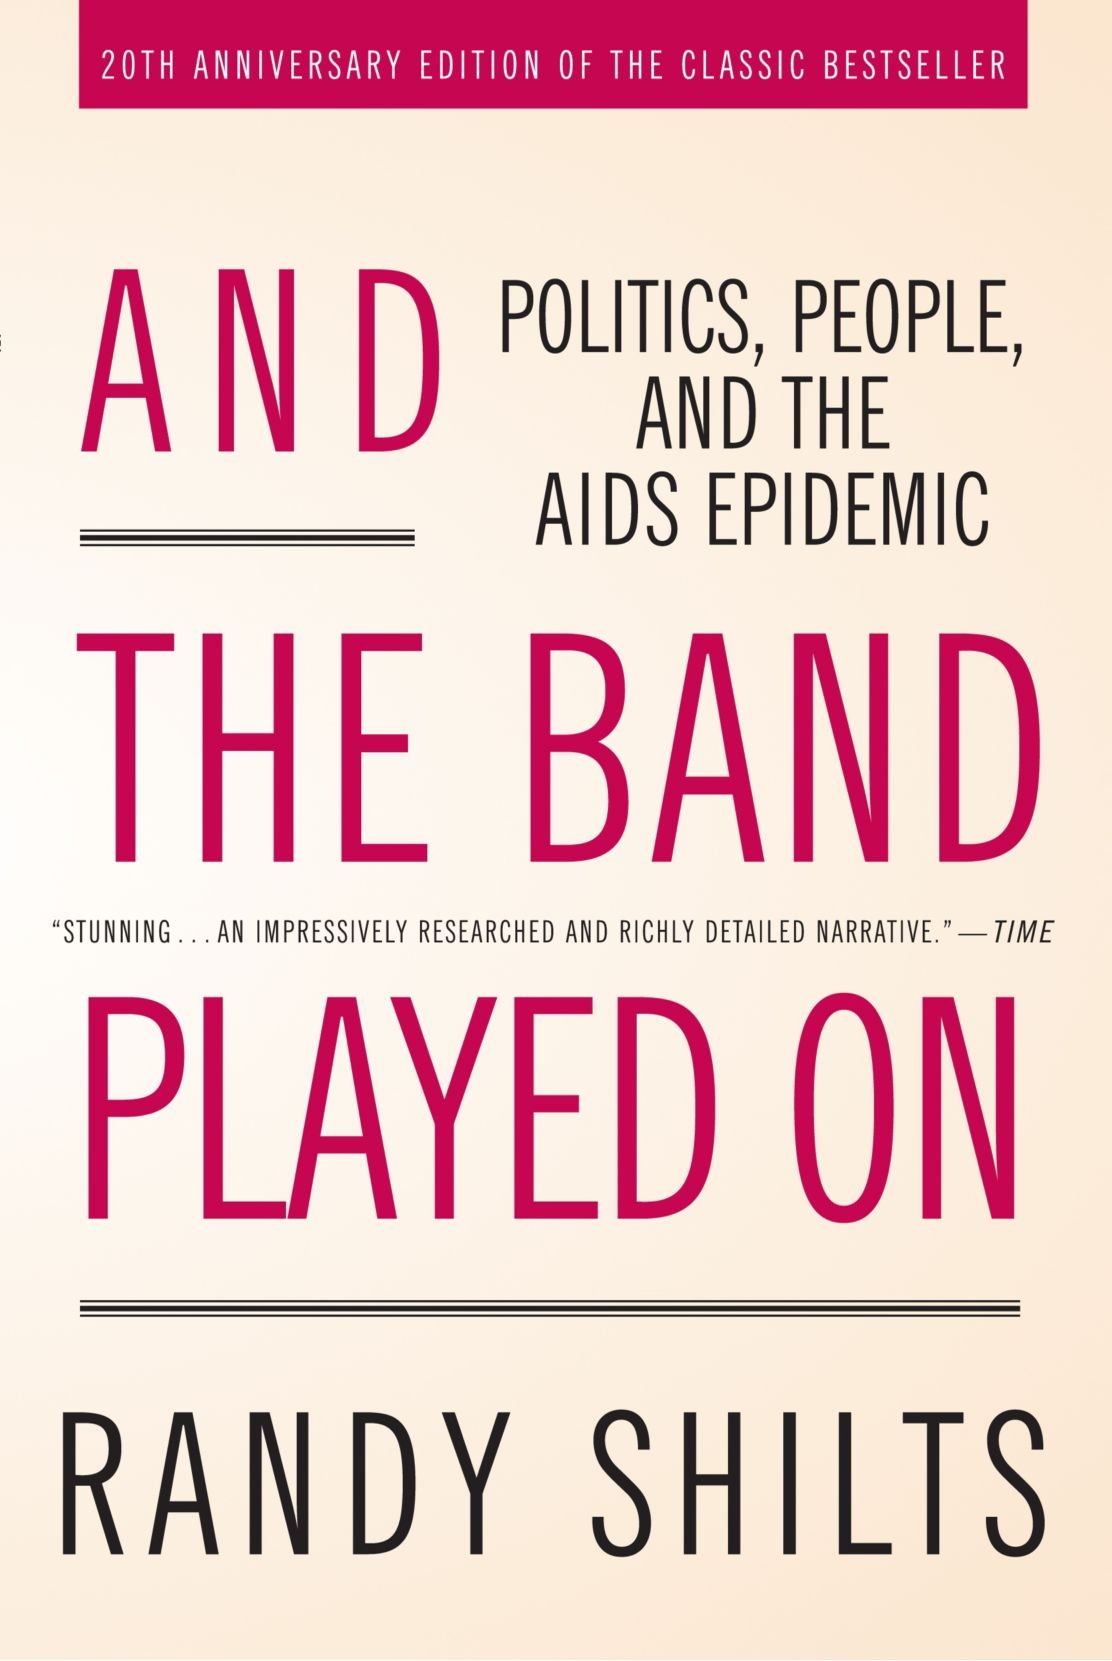 20TH ANNIVERSARY EDITION OF THE CLASSIC BESTSELLER
AND
POLITICS, PEOPLE,
AND THE
AIDS EPIDEMIC
THE BAND
“STUNNING...AN IMPRESSIVELY RESEARCHED AND RICHLY DETAILED NARRATIVE.”—TIME
PLAYED ON
RANDY SHILTS